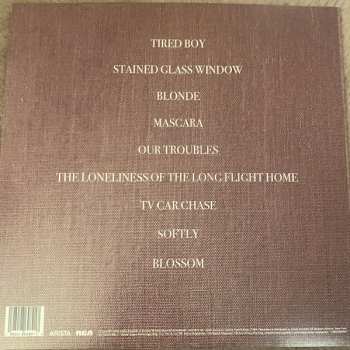 TIRED BOY
STAINED GLASS WINDOW
BLONDE
MASCARA
OUR TROUBLES
THE LONELINESS OF THE LONG FLIGHT HOME
TV CAR CHASE
SOFTLY
BLOSSOM
ARISTA RCA